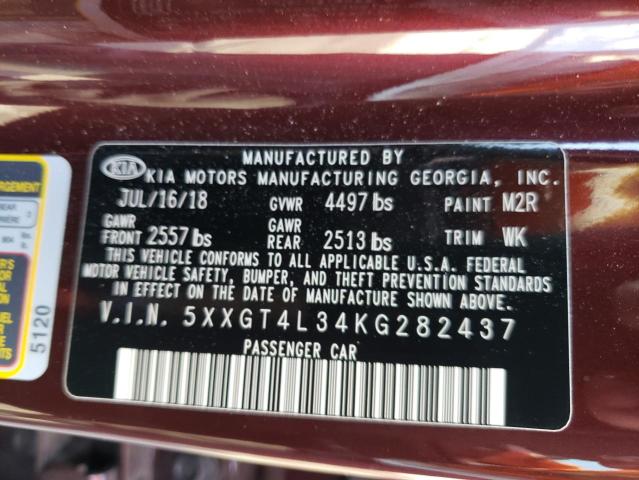 MANUFACTURED BY
KIA KIA MOTORS MANUFACTURING GEORGIA, INC.
JUL/16/18 GVWR 4497 lbs PAINT M2R
GAWR FRONT 2557 lbs GAWR REAR 2513 lbs TRIM WK
THIS VEHICLE CONFORMS TO ALL APPLICABLE U.S.A. FEDERAL
MOTOR VEHICLE SAFETY, BUMPER, AND THEFT PREVENTION STANDARDS
IN EFFECT ON THE DATE OF MANUFACTURE SHOWN ABOVE.
V.I.N. 5XXGT4L34KG282437
PASSENGER CAR
5120